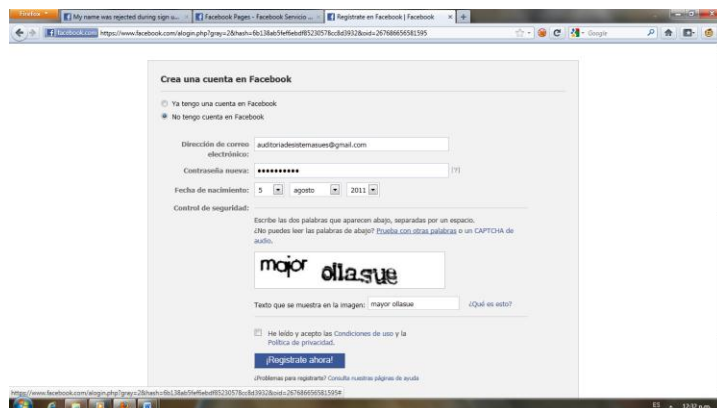 Firefox
My name was rejected during sign u...
Facebook Pages - Facebook Servicio ...
Registrate en Facebook | Facebook
facebook.com https://www.facebook.com/alogin.php?gray=2&hash=6b138ab5feff6ebdf85230578cc8d3932&oid=267686656581595
Google
Crea una cuenta en Facebook
Ya tengo una cuenta en Facebook
No tengo cuenta en Facebook
Dirección de correo
electrónico:
auditoriadesistemasues@gmail.com
Contraseña nueva:
[?]
Fecha de nacimiento: 5 agosto 2011
Control de seguridad:
Escribe las dos palabras que aparecen abajo, separadas por un espacio.
¿No puedes leer las palabras de abajo? Prueba con otras palabras o un CAPTCHA de
audio.
major ollasue
Texto que se muestra en la imagen: mayor ollasue ¿Qué es esto?
He leído y acepto las Condiciones de uso y la
Política de privacidad.
¡Regístrate ahora!
¿Problemas para registrarte? Consulta nuestras páginas de ayuda
https://www.facebook.com/alogin.php?gray=2&hash=6b138ab5feff6ebdf85230578cc8d3932&oid=267686656581595#
ES 12:32 p.m.